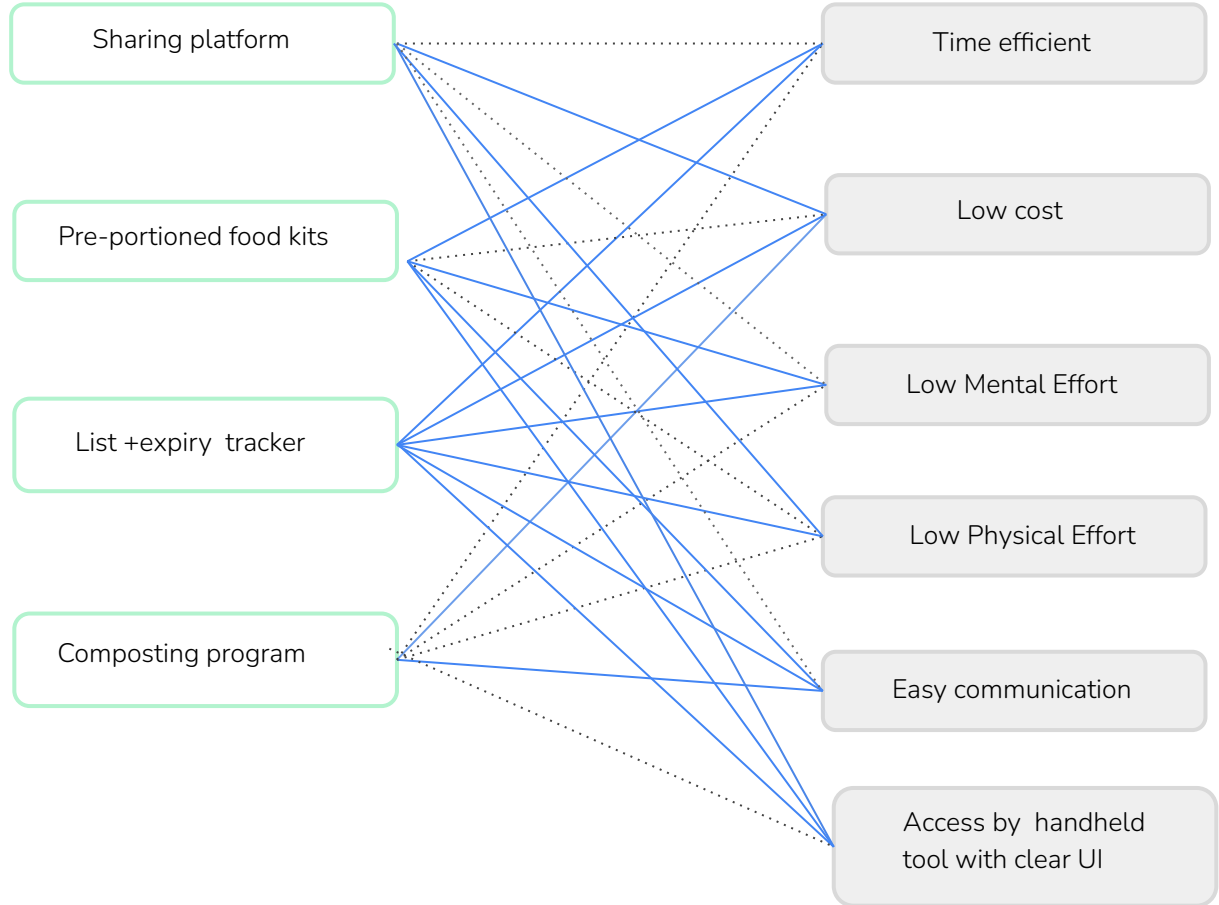 Sharing platform
Time efficient
Pre-portioned food kits
Low cost
List +expiry  tracker
Low Mental Effort
Low Physical Effort
Composting program
Easy communication
Access by  handheld
tool with clear UI